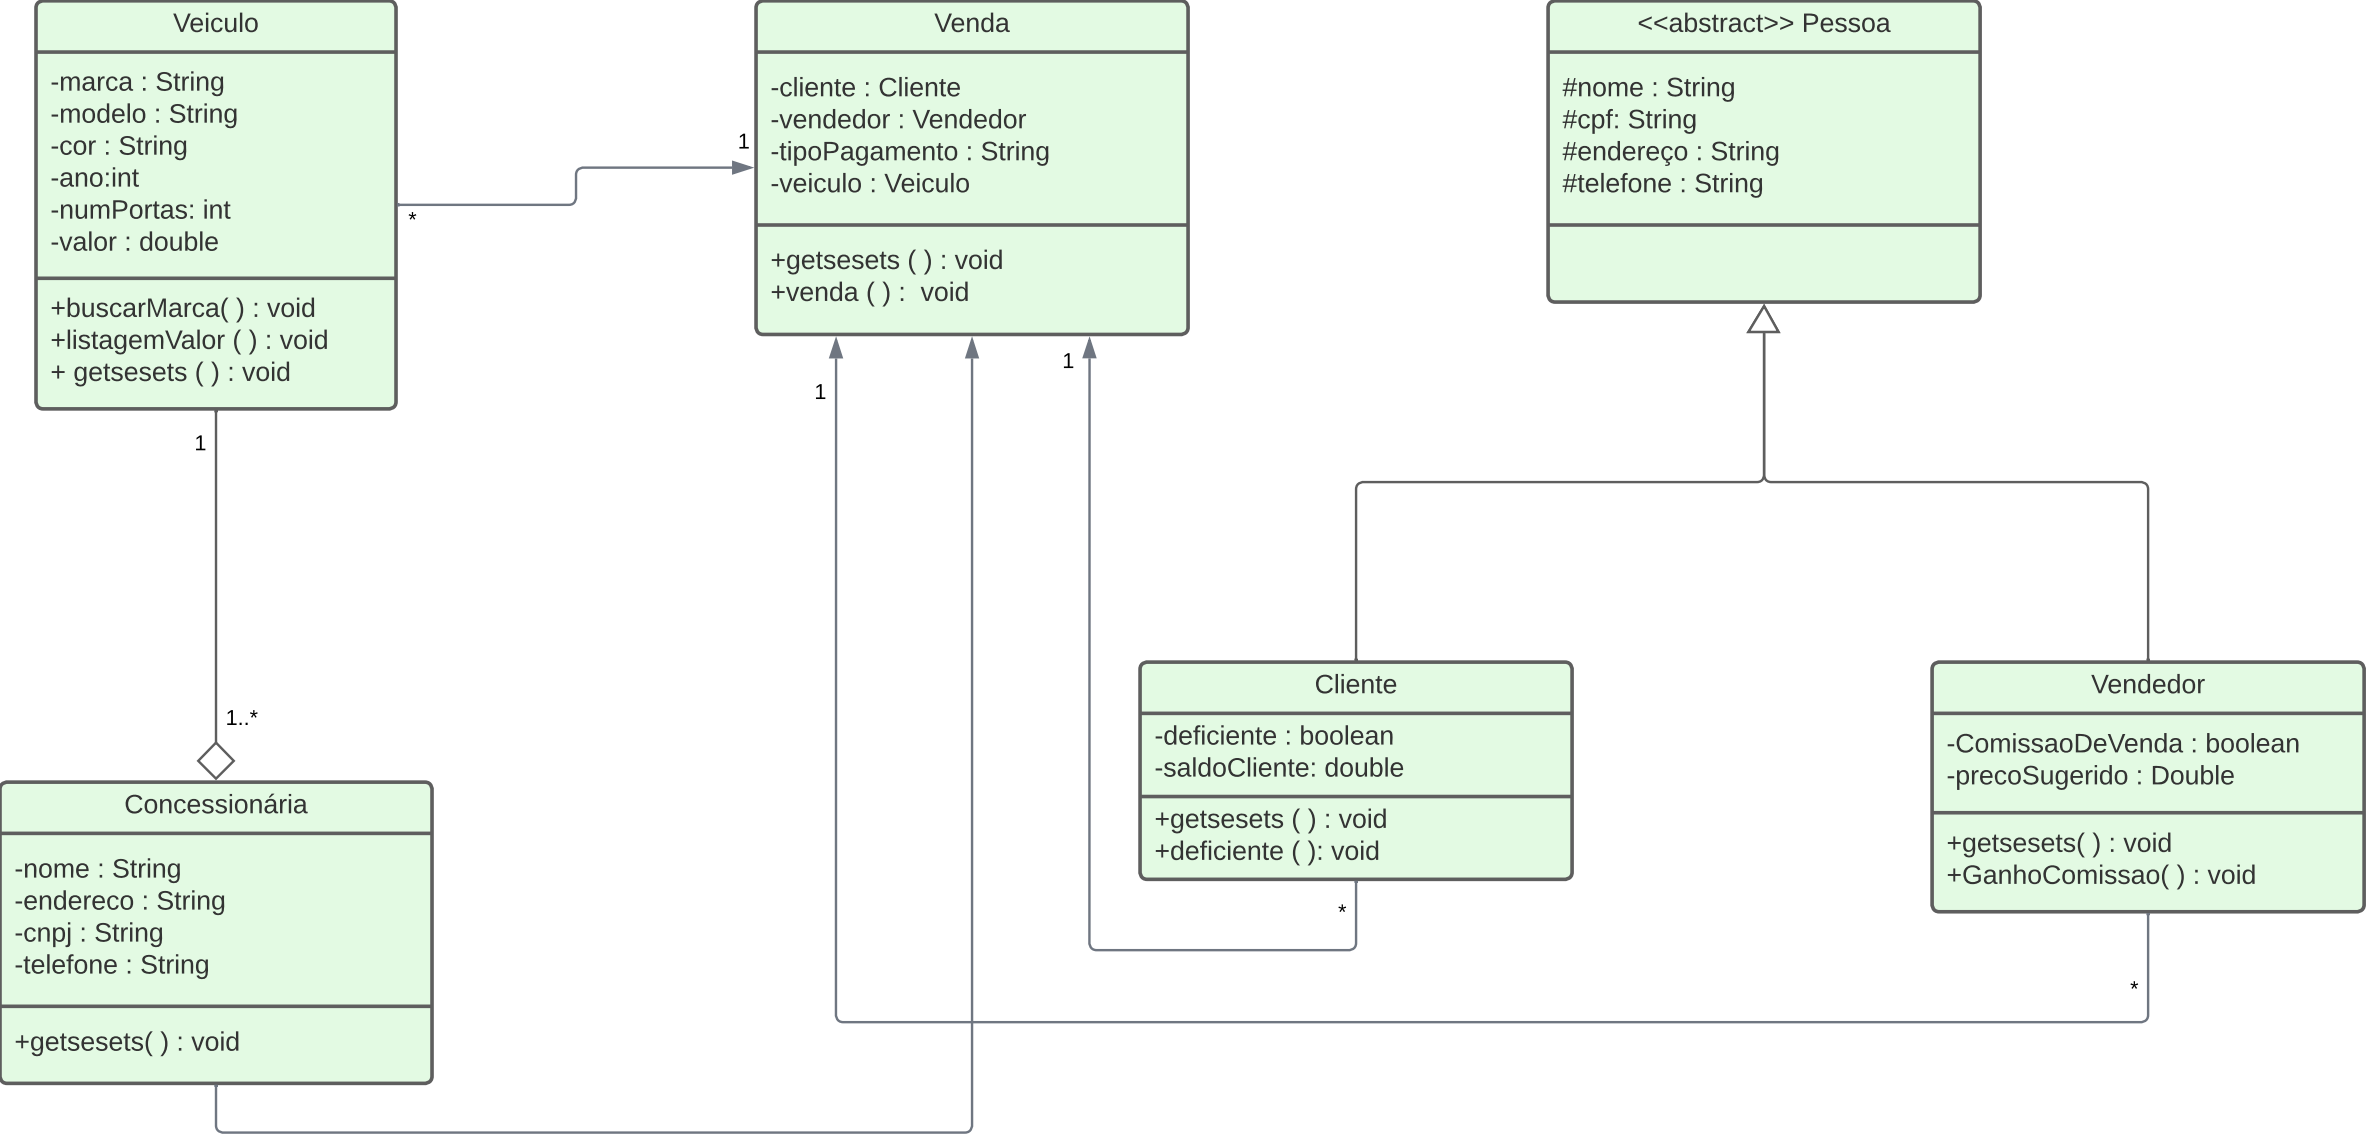 Veiculo
-marca : String
-modelo : String
-cor : String
-ano:int
-numPortas: int
-valor : double
+buscarMarca( ) : void
+listagemValor ( ) : void
+ getsesets ( ) : void
*
1
Venda
-cliente : Cliente
-vendedor : Vendedor
-tipoPagamento : String
-veiculo : Veiculo
+getsesets ( ) : void
+venda ( ) :  void
1
1
<<abstract>> Pessoa
#nome : String
#cpf: String
#endereço : String
#telefone : String
1
1..*
Concessionária
-nome : String
-endereco : String
-cnpj : String
-telefone : String
+getsesets( ) : void
Cliente
-deficiente : boolean
-saldoCliente: double
+getsesets ( ) : void
+deficiente ( ): void
*
Vendedor
-ComissaoDeVenda : boolean
-precoSugerido : Double
+getsesets( ) : void
+GanhoComissao( ) : void
*